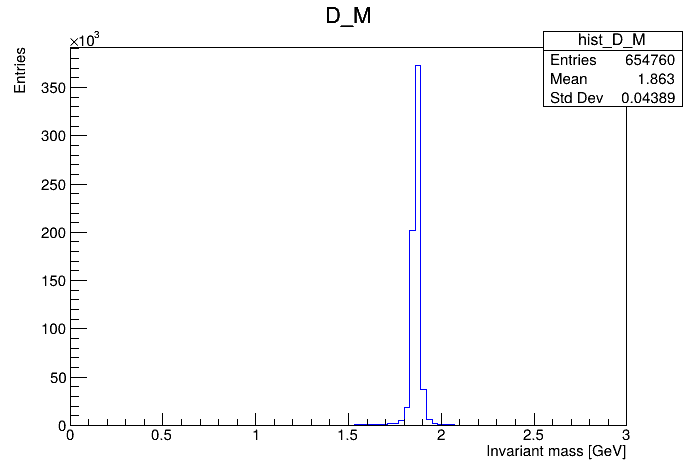 D_M
×10³
hist_D_M
Entries 654760
Mean 1.863
Std Dev 0.04389
Entries
350
300
250
200
150
100
50
0
0 0.5 1 1.5 2 2.5 3
Invariant mass [GeV]